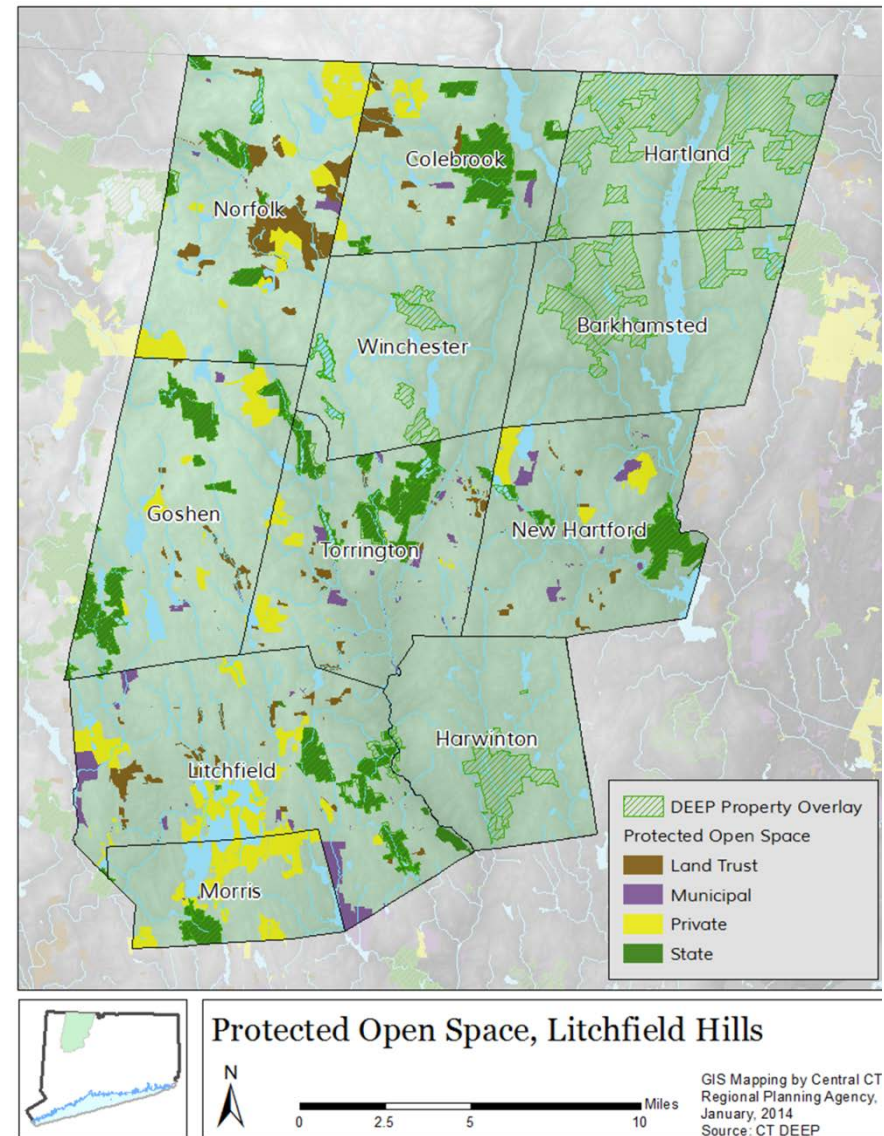 Colebrook
Hartland
Norfolk
Winchester
Barkhamsted
Goshen
Torrington
New Hartford
Litchfield
Harwinton
Morris
DEEP Property Overlay
Protected Open Space
Land Trust
Municipal
Private
State
Protected Open Space, Litchfield Hills
N
Miles
0 2.5 5 10
GIS Mapping by Central CT
Regional Planning Agency,
January, 2014
Source: CT DEEP